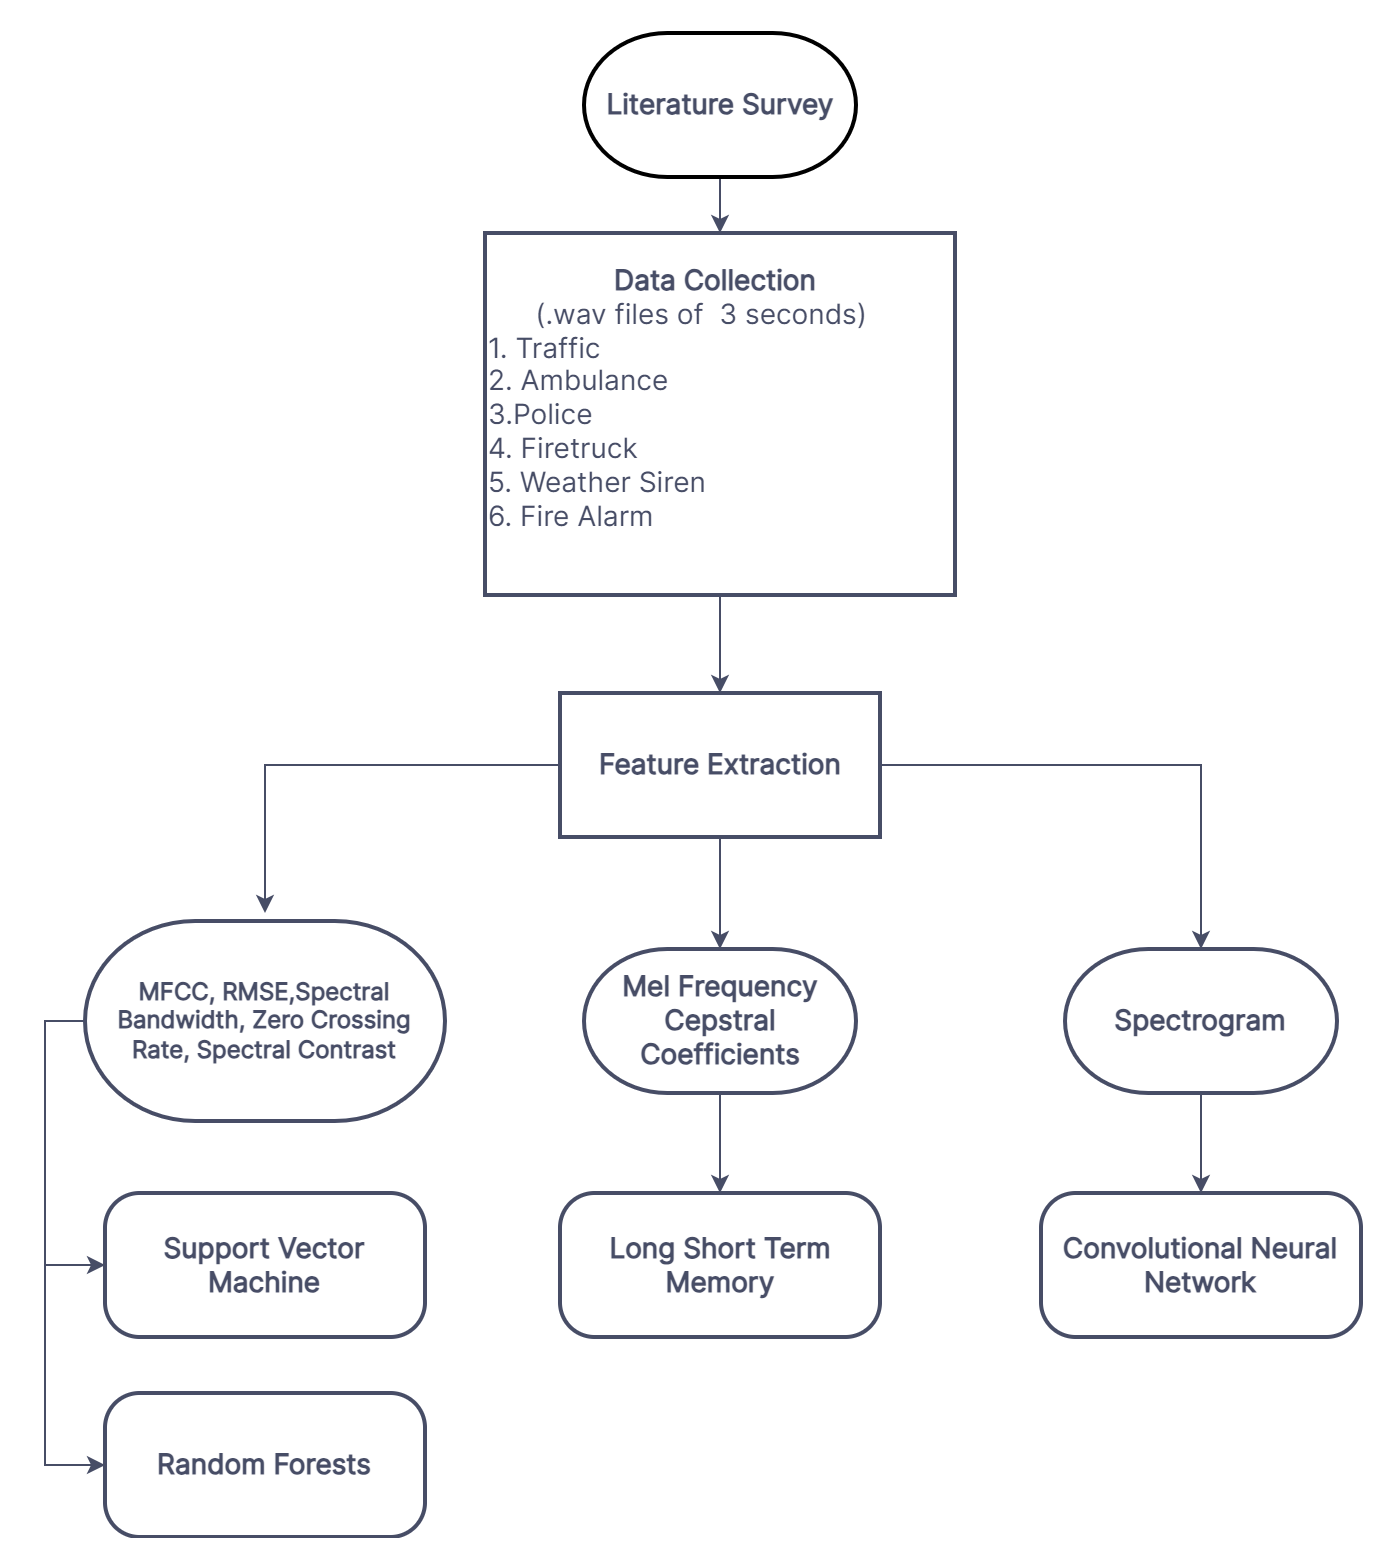 Literature Survey
Data Collection
(.wav files of  3 seconds)
1. Traffic
2. Ambulance
3.Police
4. Firetruck
5. Weather Siren
6. Fire Alarm
Feature Extraction
MFCC, RMSE,Spectral
Bandwidth, Zero Crossing
Rate, Spectral Contrast
Mel Frequency
Cepstral
Coefficients
Spectrogram
Support Vector
Machine
Long Short Term
Memory
Convolutional Neural
Network
Random Forests